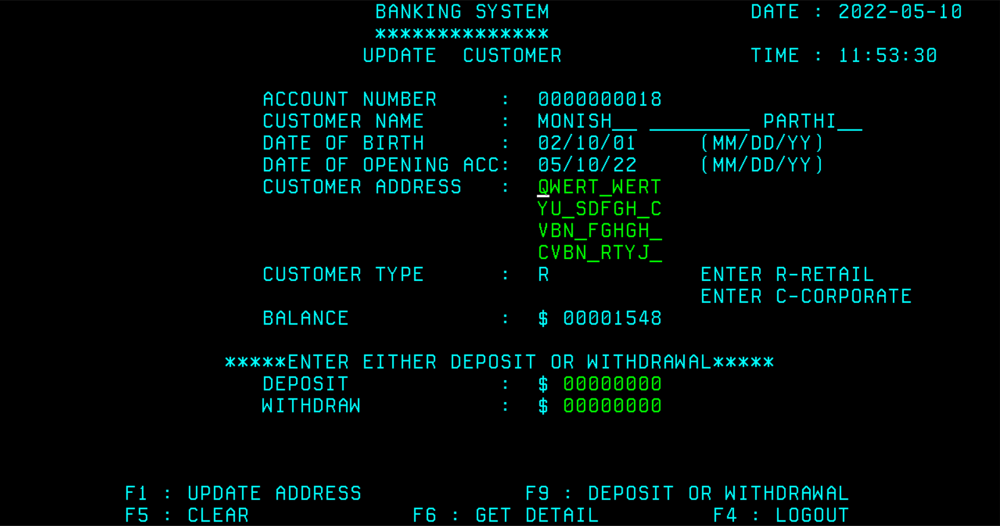 BANKING SYSTEM DATE : 2022-05-10
**************
UPDATE CUSTOMER TIME : 11:53:30
ACCOUNT NUMBER : 0000000018
CUSTOMER NAME : MONISH__ ________ PARTHI__
DATE OF BIRTH : 02/10/01 (MM/DD/YY)
DATE OF OPENING ACC: 05/10/22 (MM/DD/YY)
CUSTOMER ADDRESS : QWERT_WERT
YU_SDFGH_C
VBN_FGHGH_
CVBN_RTYJ_
CUSTOMER TYPE : R ENTER R-RETAIL
ENTER C-CORPORATE
BALANCE : $ 00001548
*****ENTER EITHER DEPOSIT OR WITHDRAWAL*****
DEPOSIT : $ 00000000
WITHDRAW : $ 00000000
F1 : UPDATE ADDRESS F9 : DEPOSIT OR WITHDRAWAL
F5 : CLEAR F6 : GET DETAIL F4 : LOGOUT